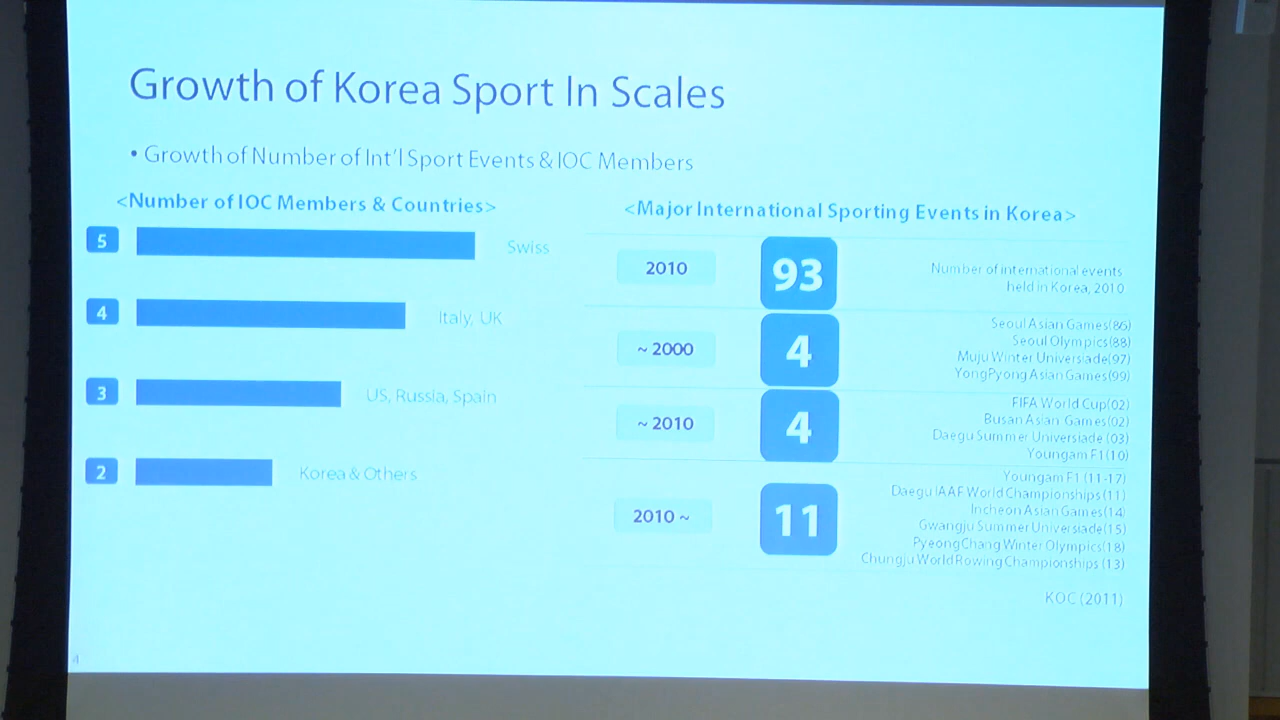 Growth of Korea Sport In Scales
• Growth of Number of Int'l Sport Events & IOC Members
<Number of IOC Members & Countries>
5 Swiss
4 Italy, UK
3 US, Russia, Spain
2 Korea & Others
<Major International Sporting Events in Korea>
2010
93
Number of international events
held in Korea, 2010
~ 2000
4
Seoul Asian Games(86)
Seoul Olympics(88)
Muju Winter Universiade(97)
YongPyong Asian Games(99)
~ 2010
4
FIFA World Cup(02)
Busan Asian Games(02)
Daegu Summer Universiade (03)
Youngam F1(10)
2010 ~
11
Youngam F1 (11-17)
Daegu IAAF World Championships (11)
Incheon Asian Games(14)
Gwangju Summer Universiade(15)
PyeongChang Winter Olympics(18)
Chungju World Rowing Championships (13)
KOC (2011)
4